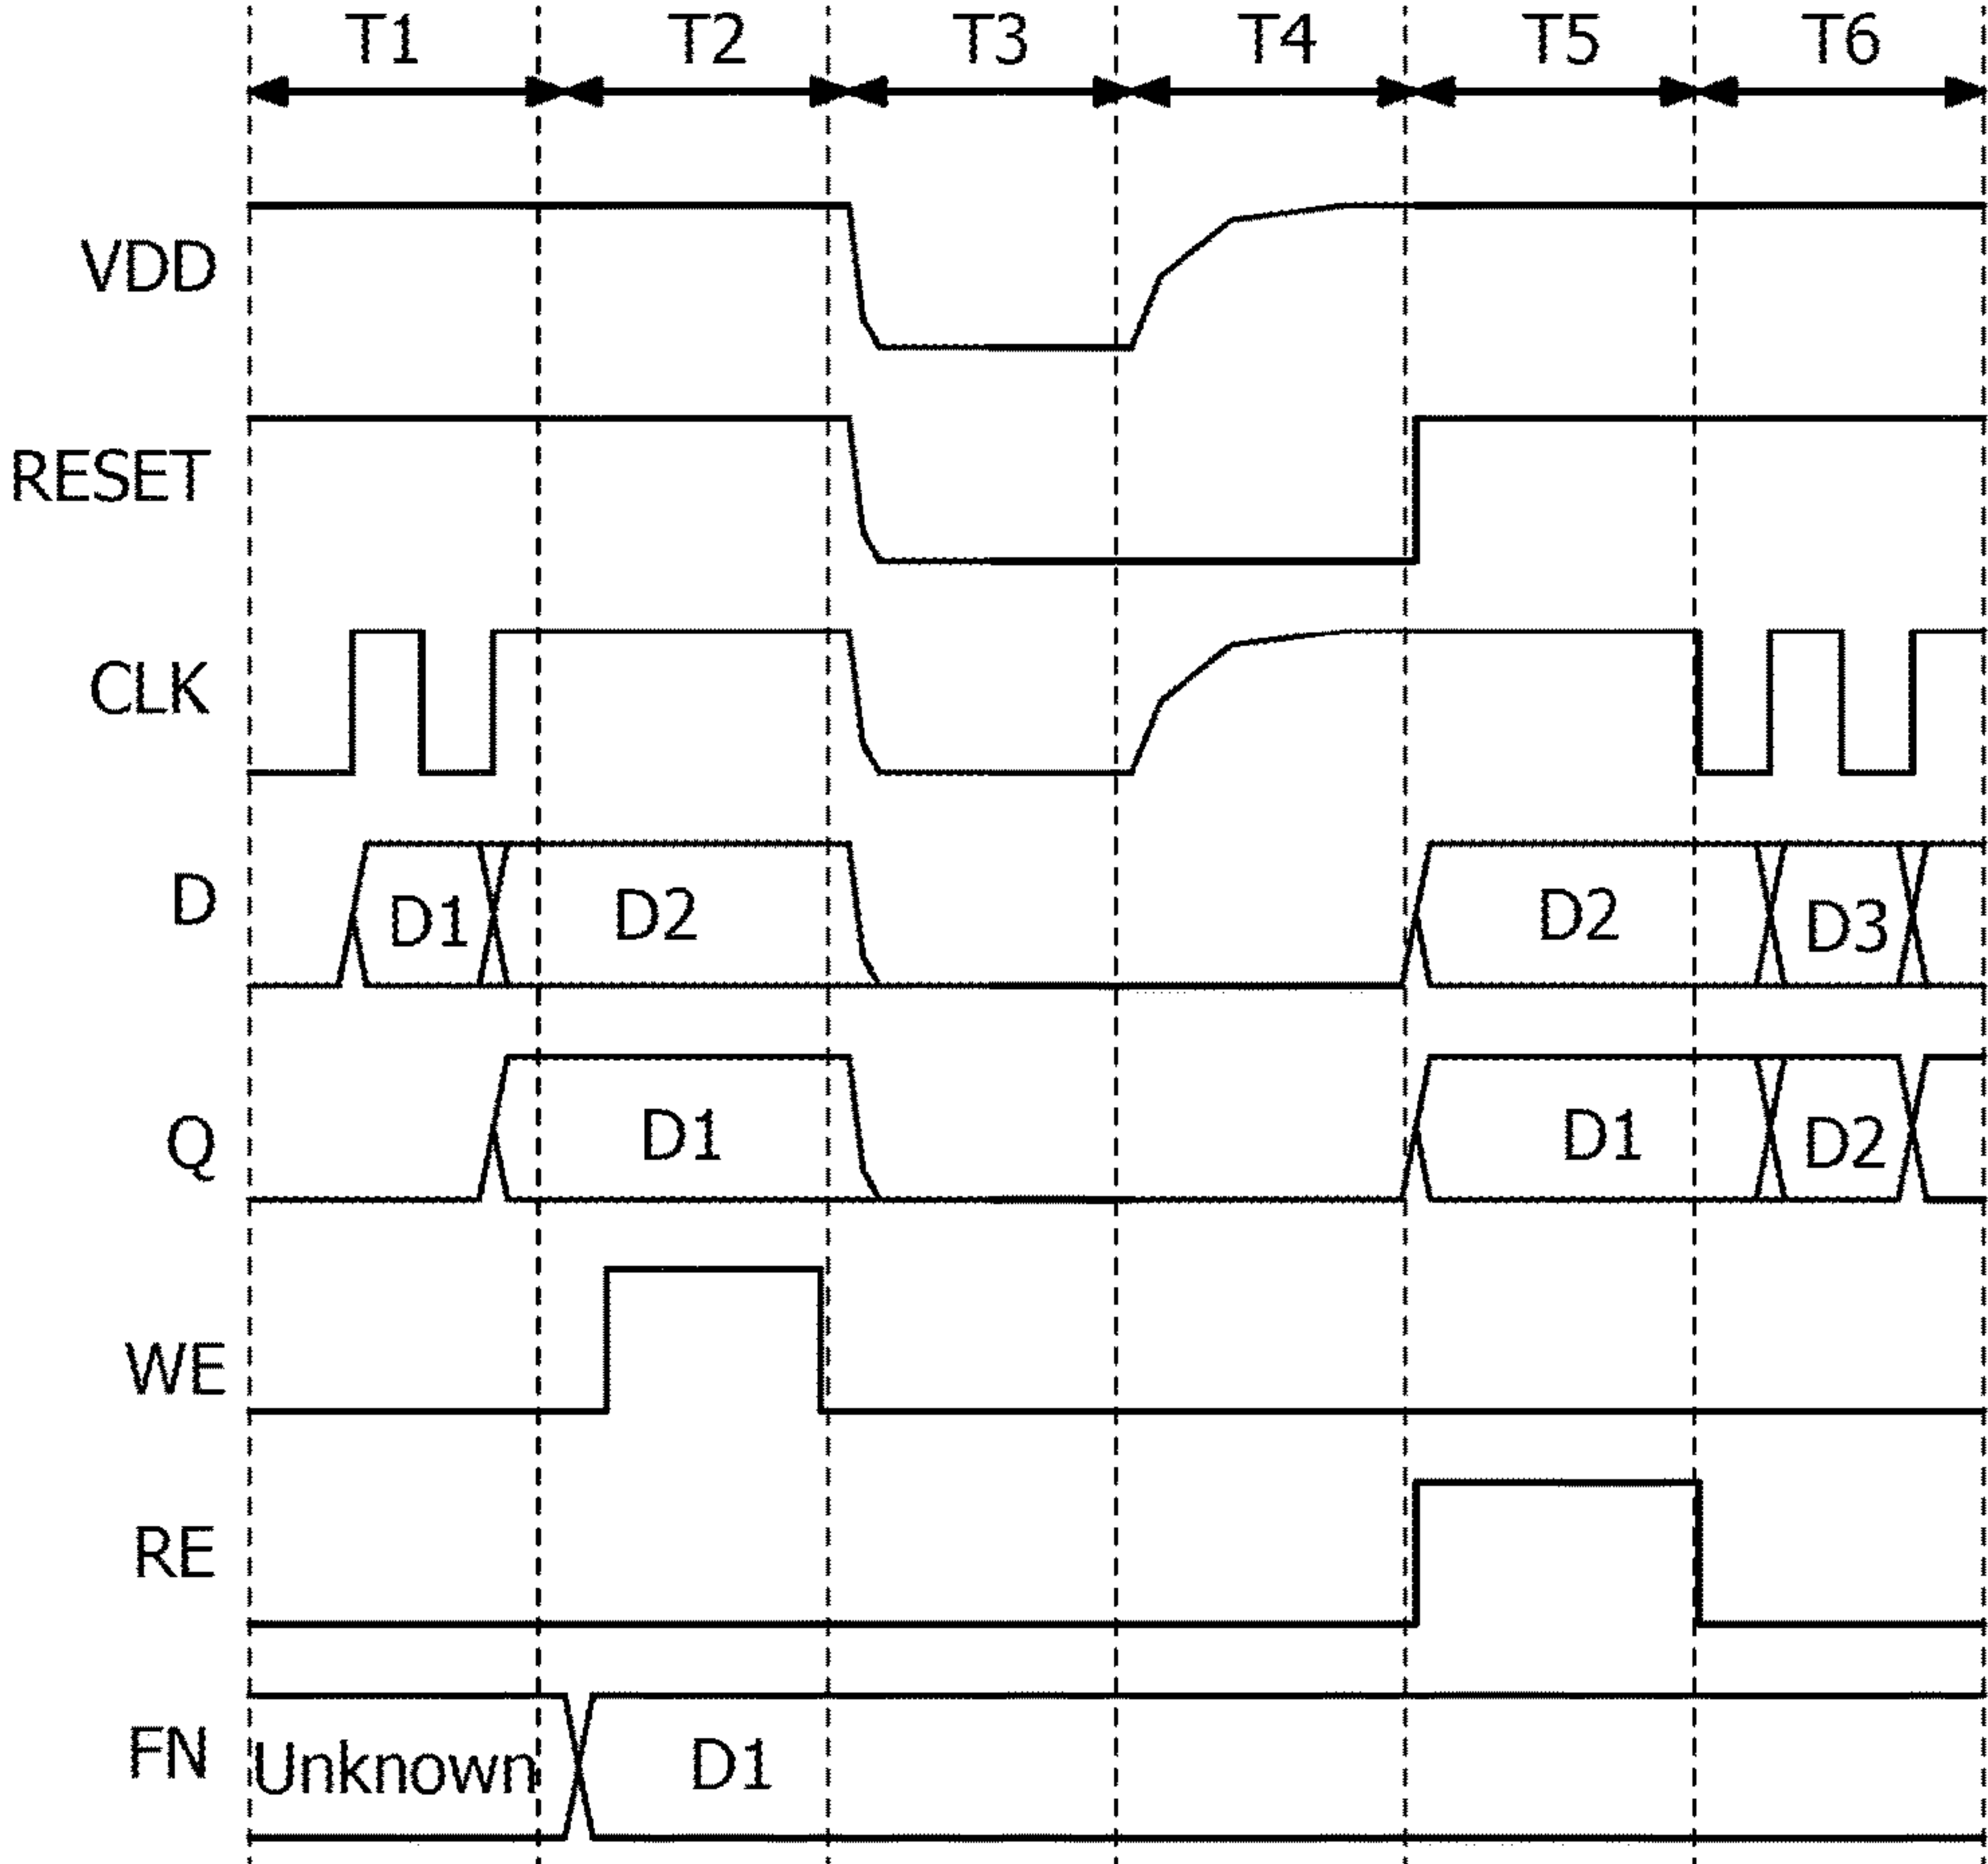 T1 T2 T3 T4 T5 T6
VDD
RESET
CLK
D D1 D2 D2 D3
Q D1 D1 D2
WE
RE
FN Unknown D1